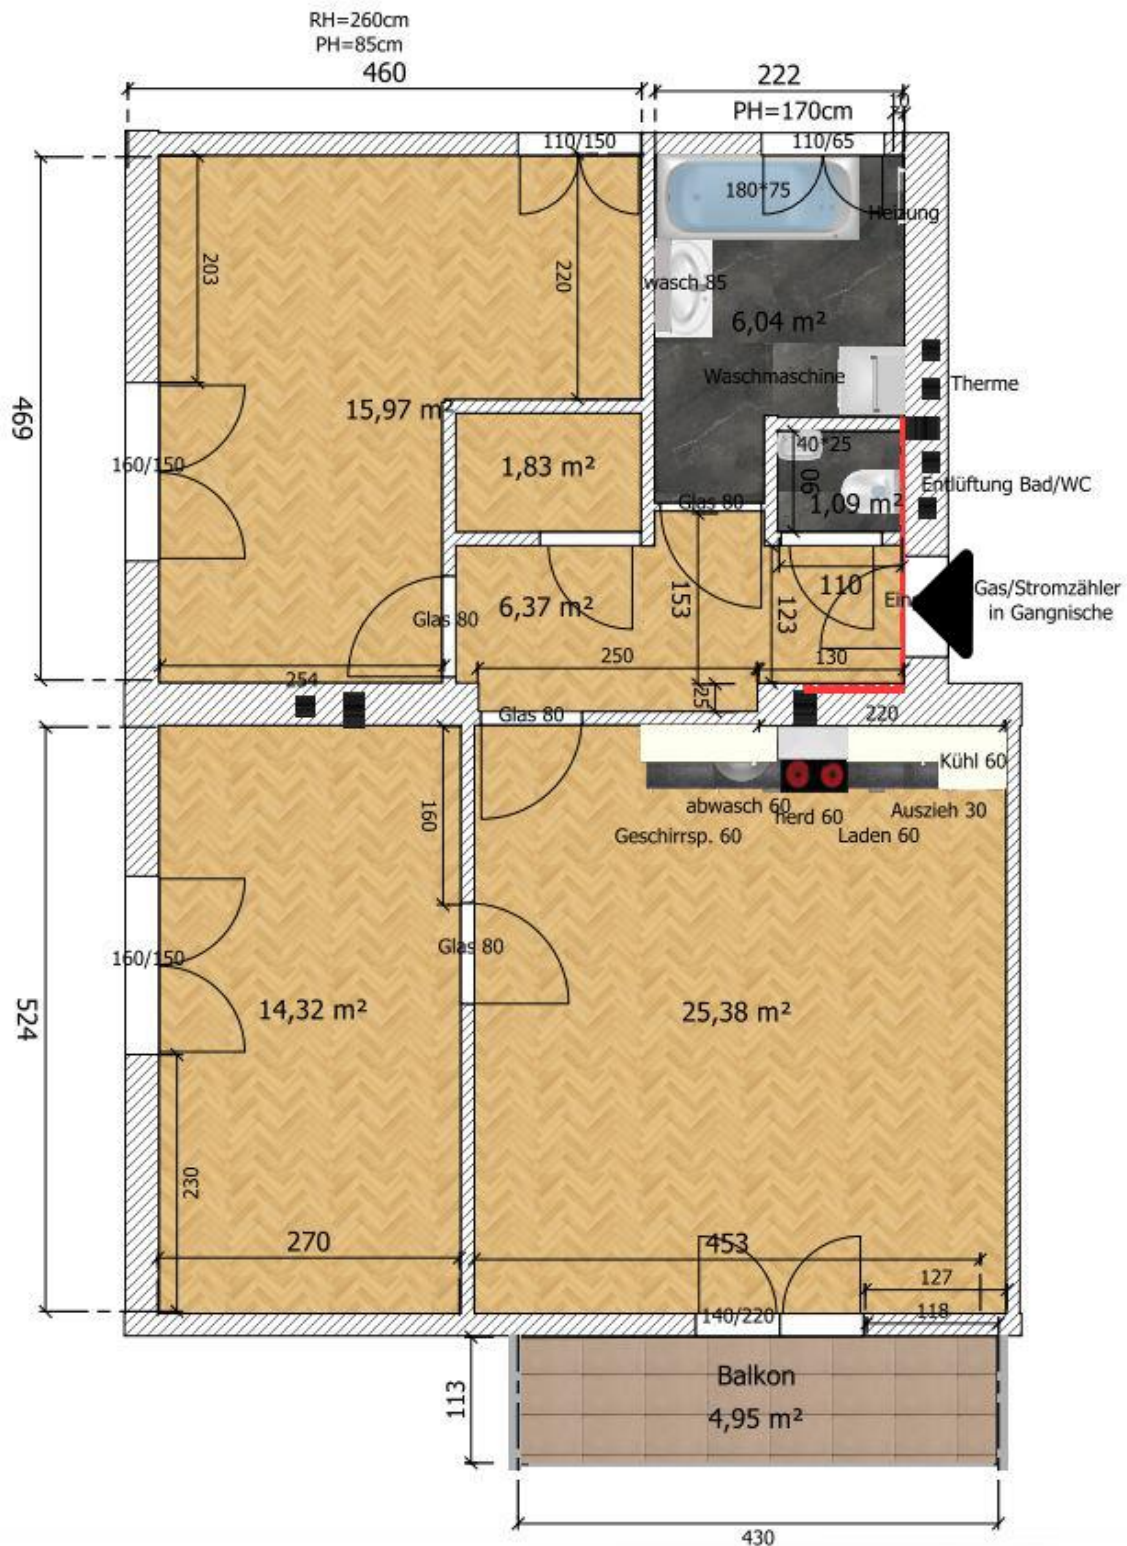 RH=260cm
PH=85cm
460
222
10
PH=170cm
110/150
110/65
180*75
Heizung
203
220
wasch 85
6,04 m²
Waschmaschine
Therme
469
15,97 m²
160/150
1,83 m²
40*25
90
1,09 m²
Entlüftung Bad/WC
Glas 80
6,37 m²
153
110
123
Ein
Gas/Stromzähler
in Gangnische
Glas 80
250
130
254
25
Glas 80
220
Kühl 60
160
abwasch 60
herd 60
Auszieh 30
Geschirrsp. 60
Laden 60
Glas 80
160/150
14,32 m²
25,38 m²
524
230
270
453
127
140/220
118
Balkon
4,95 m²
113
430